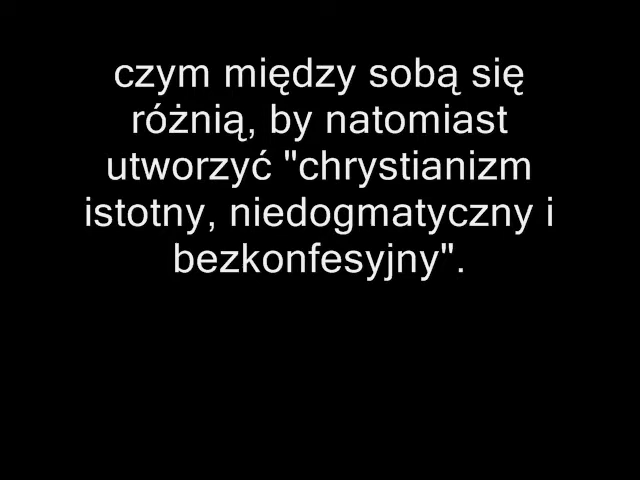 czym między sobą się
różnią, by natomiast
utworzyć "chrystianizm
istotny, niedogmatyczny i
bezkonfesyjny".